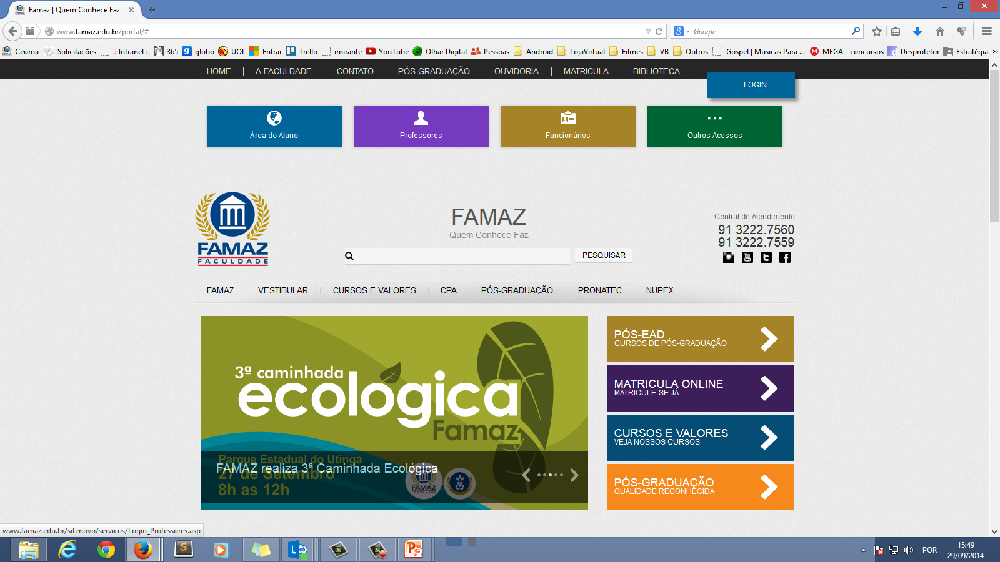 Famaz | Quem Conhece Faz
www.famaz.edu.br/portal/#
Google
Ceuma
Solicitacões
.: Intranet :.
365
globo
UOL
Entrar
Trello
imirante
YouTube
Olhar Digital
Pessoas
Android
LojaVirtual
Filmes
VB
Outros
Gospel | Musicas Para ...
MEGA - concursos
Desprotetor
Estratégia
HOME | A FACULDADE | CONTATO | PÓS-GRADUAÇÃO | OUVIDORIA | MATRICULA | BIBLIOTECA
LOGIN
Área do Aluno
Professores
Funcionários
Outros Acessos
FAMAZ
FACULDADE
FAMAZ
Quem Conhece Faz
PESQUISAR
Central de Atendimento
91 3222.7560
91 3222.7559
FAMAZ
VESTIBULAR
CURSOS E VALORES
CPA
PÓS-GRADUAÇÃO
PRONATEC
NUPEX
3ª caminhada
ecológica
Famaz
Parque Estadual do Utinga
FAMAZ realiza 3ª Caminhada Ecológica
27 de Setembro
8h as 12h
FAMAZ
PÓS-EAD
CURSOS DE PÓS-GRADUAÇÃO
MATRICULA ONLINE
MATRICULE-SE JÁ
CURSOS E VALORES
VEJA NOSSOS CURSOS
PÓS-GRADUAÇÃO
QUALIDADE RECONHECIDA
www.famaz.edu.br/sitenovo/servicos/Login_Professores.asp
POR
15:49
29/09/2014